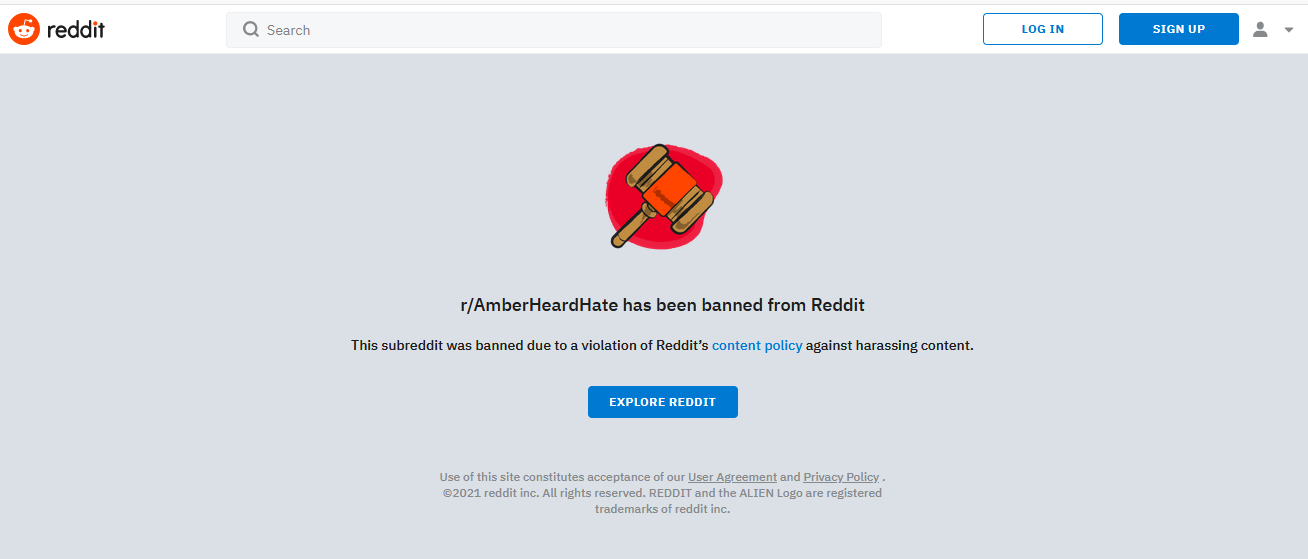 reddit
Search
LOG IN
SIGN UP
r/AmberHeardHate has been banned from Reddit
This subreddit was banned due to a violation of Reddit's content policy against harassing content.
EXPLORE REDDIT
Use of this site constitutes acceptance of our User Agreement and Privacy Policy .
©2021 reddit inc. All rights reserved. REDDIT and the ALIEN Logo are registered
trademarks of reddit inc.